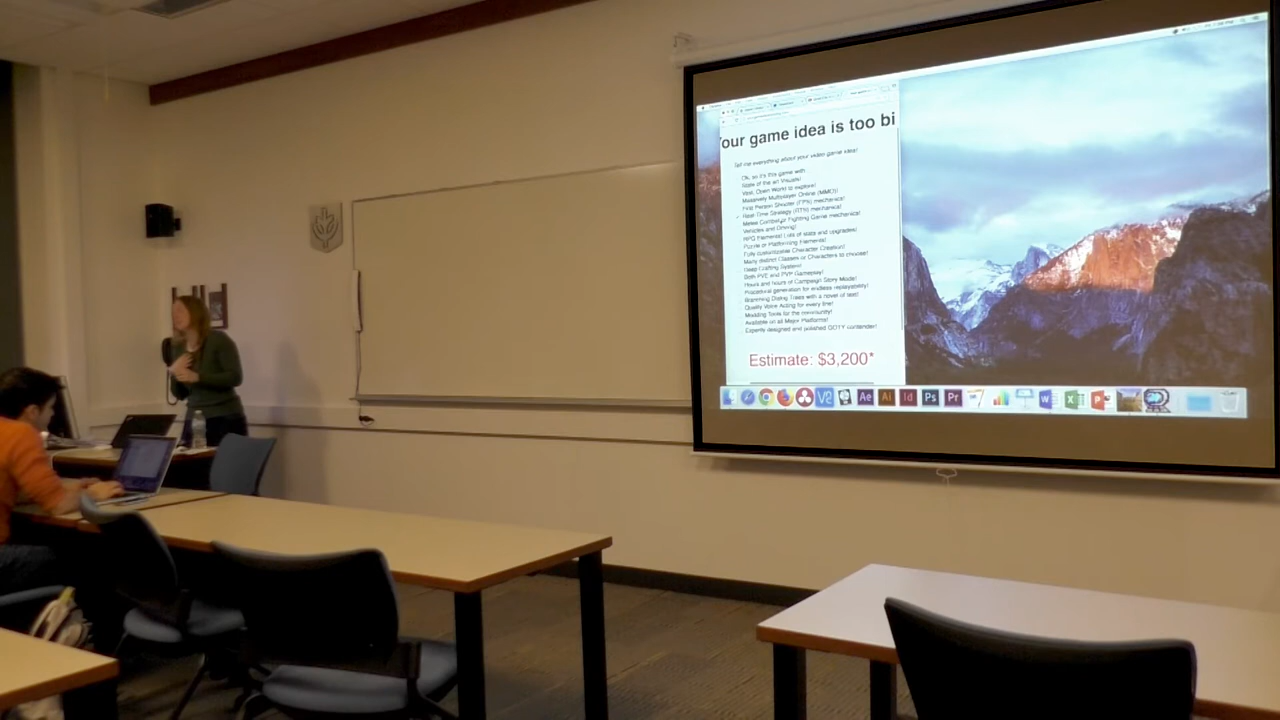 our game idea is too bi
Tell me everything about your video game idea!
Ok, so it's this game with
State of the art Visuals!
Vast, Open World to explore!
Massively Multiplayer Online (MMO)!
First Person Shooter (FPS) mechanics!
Real-Time Strategy (RTS) mechanics!
Melee Combat or Fighting Game mechanics!
Vehicles and Driving!
RPG Elements! Lots of stats and upgrades!
Puzzle or Platforming Elements!
Fully customizable Character Creation!
Many distinct Classes or Characters to choose!
Deep Crafting System!
Both PVE and PVP Gameplay!
Hours and hours of Campaign Story Mode!
Procedural generation for endless replayability!
Branching Dialog Trees with a novel of text!
Quality Voice Acting for every line!
Modding Tools for the community!
Available on all Major Platforms!
Expertly designed and polished GOTY contender!
Estimate: $3,200*
V2 Ae Ai Id Ps Pr W X P